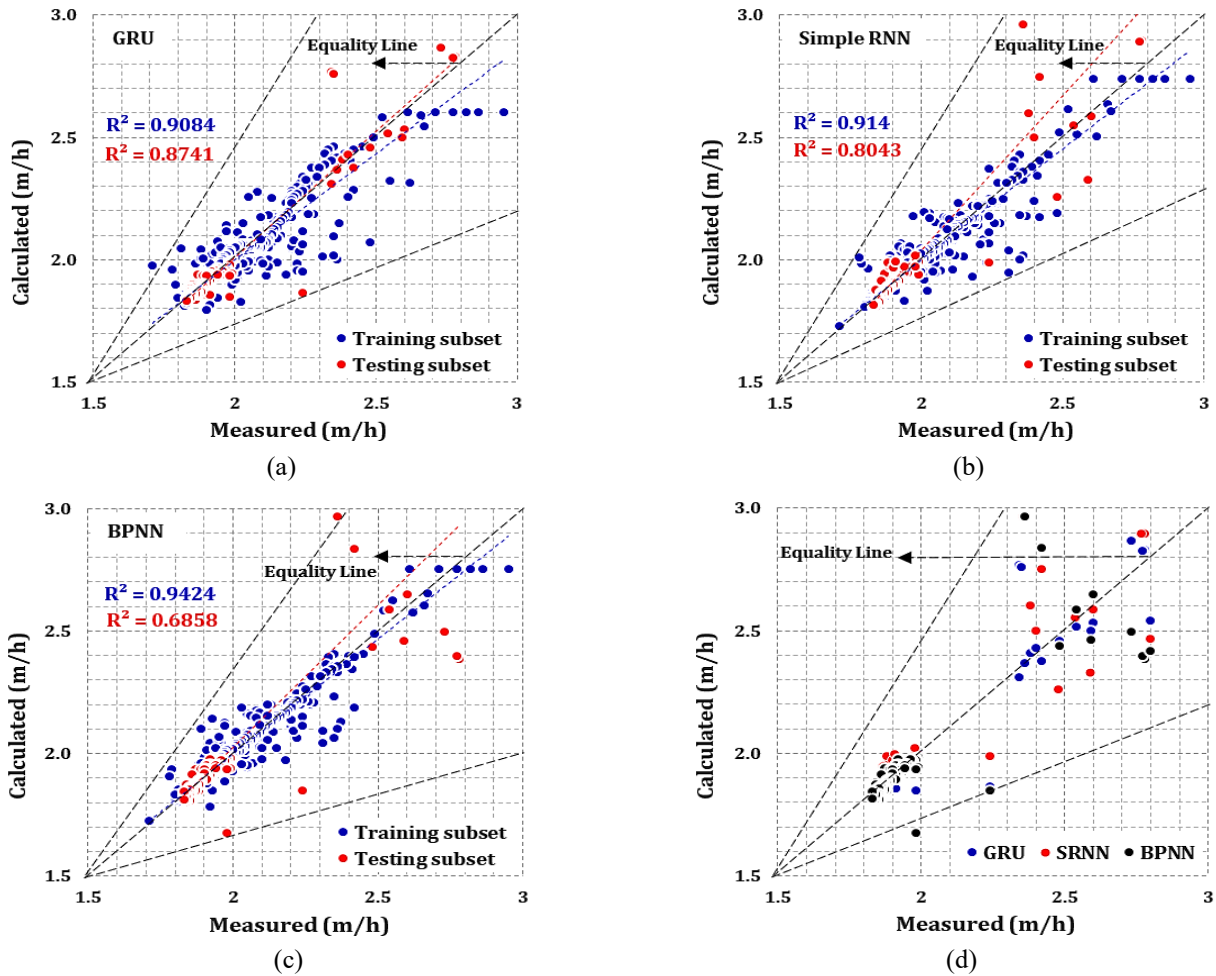 3.0
GRU
Equality Line
R² = 0.9084
R² = 0.8741
2.5
2.0
1.5
Calculated (m/h)
Training subset
Testing subset
1.5 2 2.5 3
Measured (m/h)
(a)
3.0
Simple RNN
Equality Line
R² = 0.914
R² = 0.8043
2.5
2.0
1.5
Calculated (m/h)
Training subset
Testing subset
1.5 2 2.5 3
Measured (m/h)
(b)
3.0
BPNN
Equality Line
R² = 0.9424
R² = 0.6858
2.5
2.0
1.5
Calculated (m/h)
Training subset
Testing subset
1.5 2 2.5 3
Measured (m/h)
(c)
3.0
Equality Line
2.5
2.0
1.5
Calculated (m/h)
GRU SRNN BPNN
1.5 2 2.5 3
Measured (m/h)
(d)